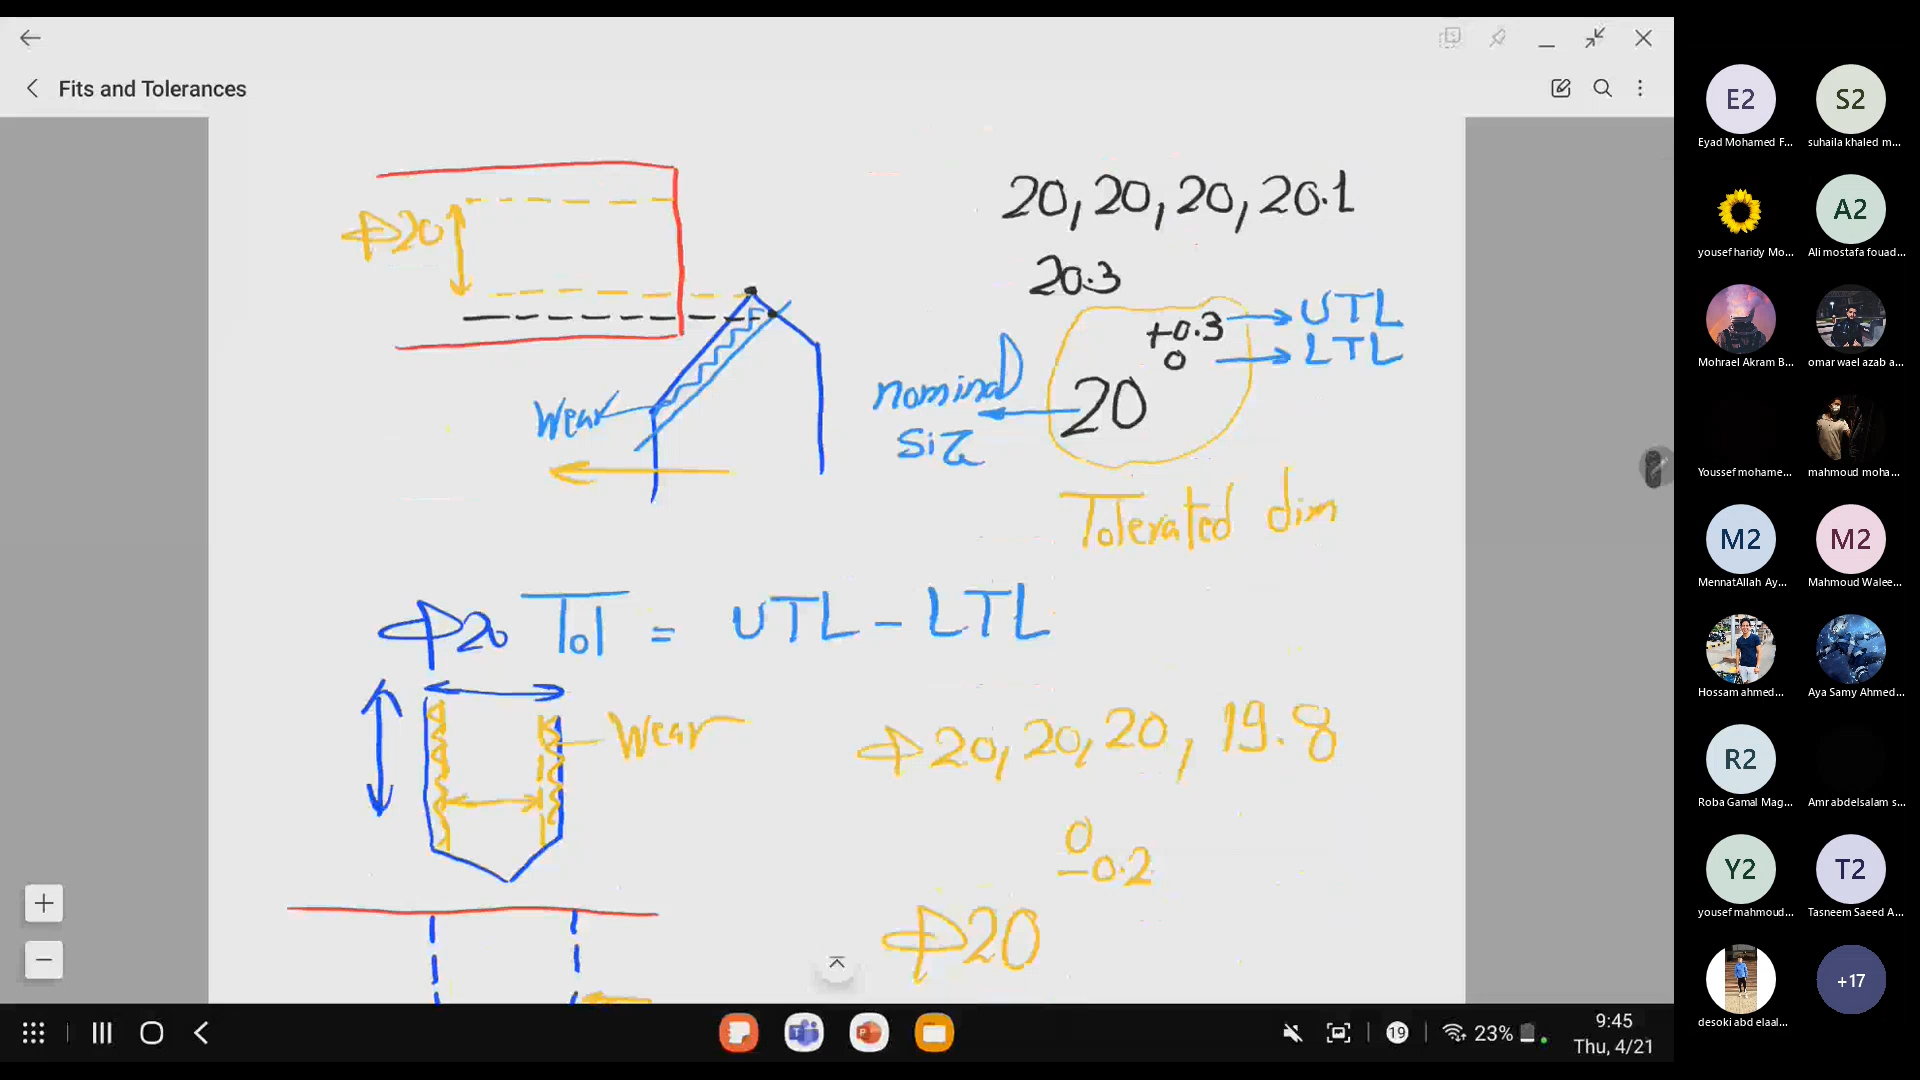 Fits and Tolerances
20, 20, 20, 20.1
20.3
Φ20
+0.3 → UTL
0 → LTL
20
nominal
size
Wear
Tolerated dim
Φ20
Tol = UTL - LTL
Wear
Φ20, 20, 20, 19.8
0
-0.2
Φ20
E2
Eyad Mohamed F...
S2
suhaila khaled m...
yousef haridy Mo...
A2
Ali mostafa fouad...
Mohrael Akram B...
omar wael azab a...
Youssef mohame...
mahmoud moha...
M2
MennatAllah Ay...
M2
Mahmoud Walee...
Hossam ahmed...
Aya Samy Ahmed...
R2
Roba Gamal Mag...
Amr abdelsalam s...
Y2
yousef mahmoud...
T2
Tasneem Saeed A...
desoki abd elaal...
+17
19
23%
9:45
Thu, 4/21